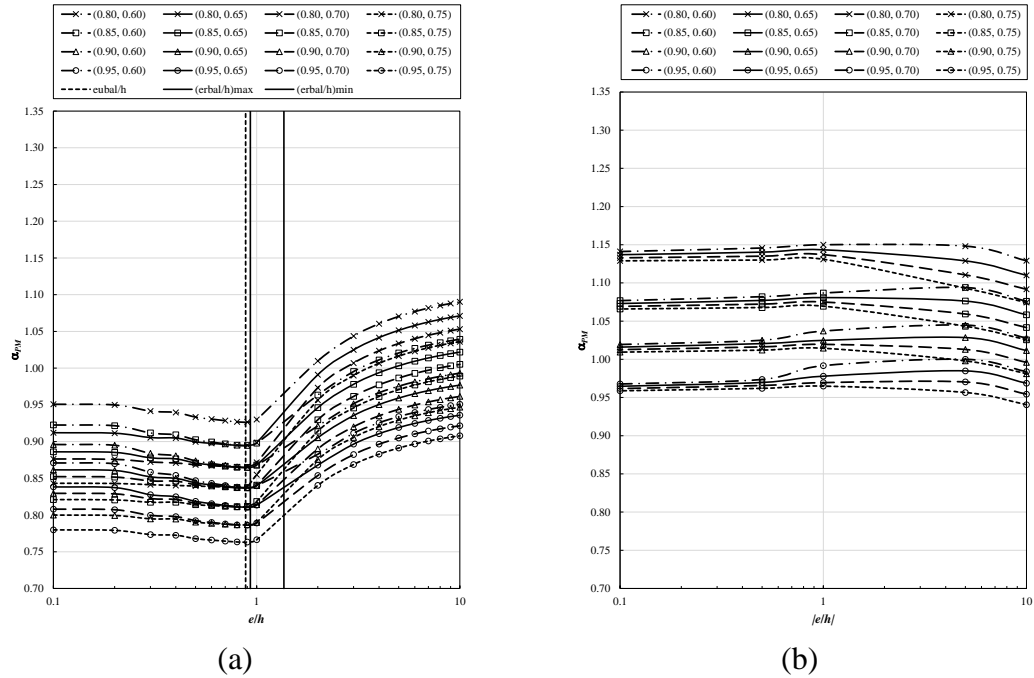 (0.80, 0.60) (0.80, 0.65) (0.80, 0.70) (0.80, 0.75)
(0.85, 0.60) (0.85, 0.65) (0.85, 0.70) (0.85, 0.75)
(0.90, 0.60) (0.90, 0.65) (0.90, 0.70) (0.90, 0.75)
(0.95, 0.60) (0.95, 0.65) (0.95, 0.70) (0.95, 0.75)
eubal/h (erbal/h)max (erbal/h)min
1.35
1.30
1.25
1.20
1.15
1.10
1.05
1.00
0.95
0.90
0.85
0.80
0.75
0.70
αPM
0.1 1 10
e/h
(a)
(0.80, 0.60) (0.80, 0.65) (0.80, 0.70) (0.80, 0.75)
(0.85, 0.60) (0.85, 0.65) (0.85, 0.70) (0.85, 0.75)
(0.90, 0.60) (0.90, 0.65) (0.90, 0.70) (0.90, 0.75)
(0.95, 0.60) (0.95, 0.65) (0.95, 0.70) (0.95, 0.75)
1.35
1.30
1.25
1.20
1.15
1.10
1.05
1.00
0.95
0.90
0.85
0.80
0.75
0.70
αPM
0.1 1 10
|e/h|
(b)